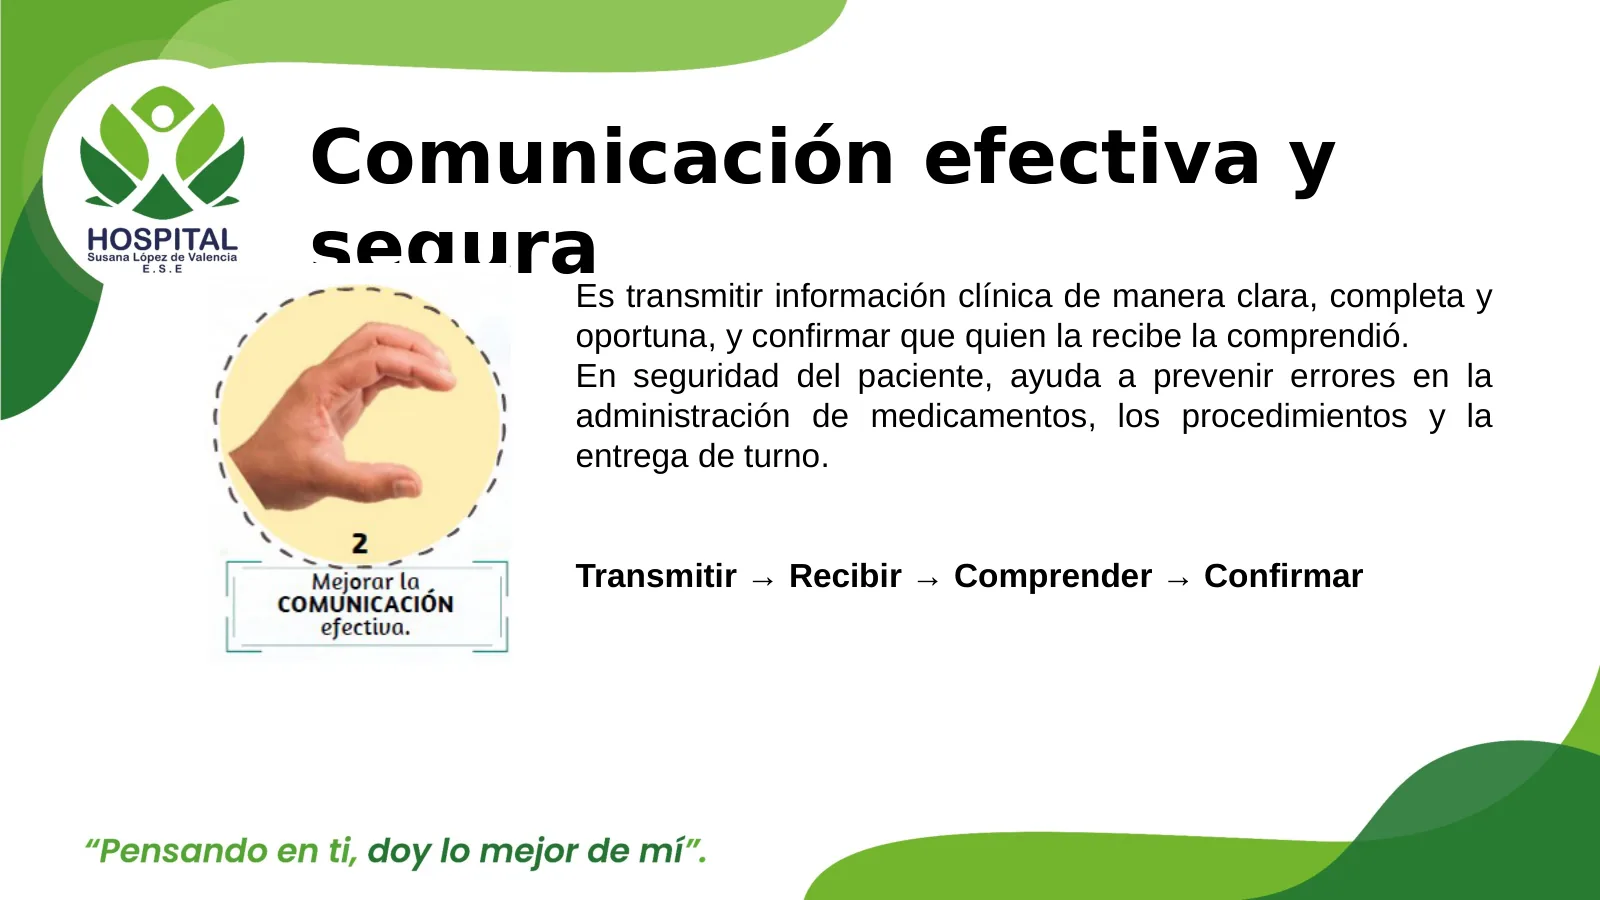 HOSPITAL
Susana López de Valencia
E.S.E
Comunicación efectiva y
segura
Es transmitir información clínica de manera clara, completa y
oportuna, y confirmar que quien la recibe la comprendió.
En seguridad del paciente, ayuda a prevenir errores en la
administración de medicamentos, los procedimientos y la
entrega de turno.
2
Mejorar la
COMUNICACIÓN
efectiva.
Transmitir → Recibir → Comprender → Confirmar
“Pensando en ti, doy lo mejor de mí”.